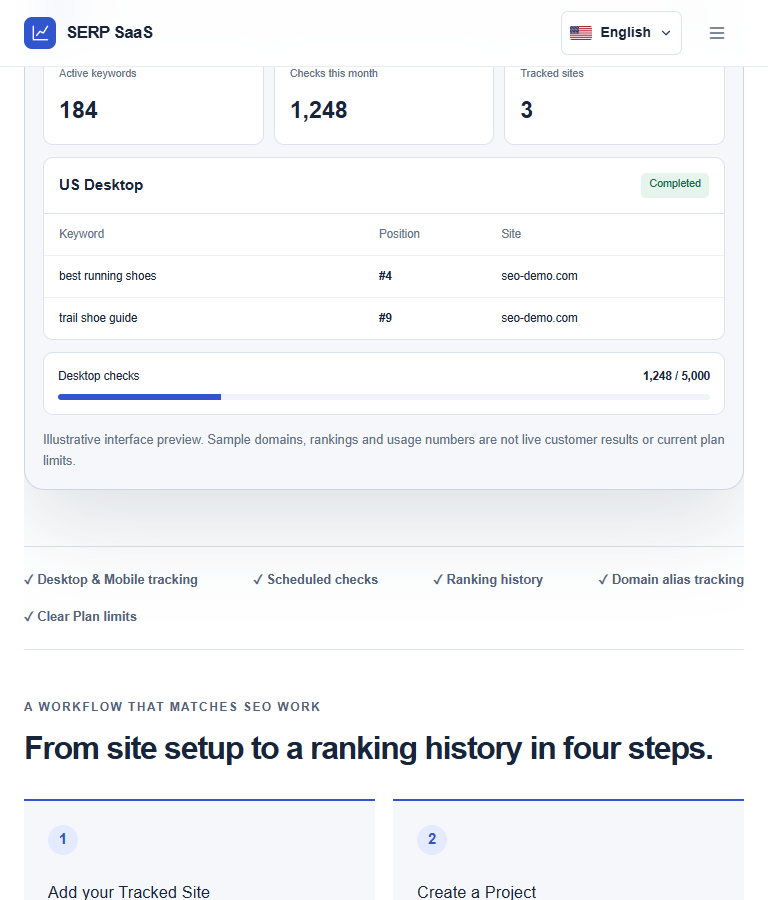 SERP SaaS
English
Active keywords
Checks this month
Tracked sites
184
1,248
3
US Desktop
Completed
Keyword
Position
Site
best running shoes
#4
seo-demo.com
trail shoe guide
#9
seo-demo.com
Desktop checks
1,248 / 5,000
Illustrative interface preview. Sample domains, rankings and usage numbers are not live customer results or current plan
limits.
✓ Desktop & Mobile tracking
✓ Scheduled checks
✓ Ranking history
✓ Domain alias tracking
✓ Clear Plan limits
A WORKFLOW THAT MATCHES SEO WORK
From site setup to a ranking history in four steps.
1
2
Add your Tracked Site
Create a Project